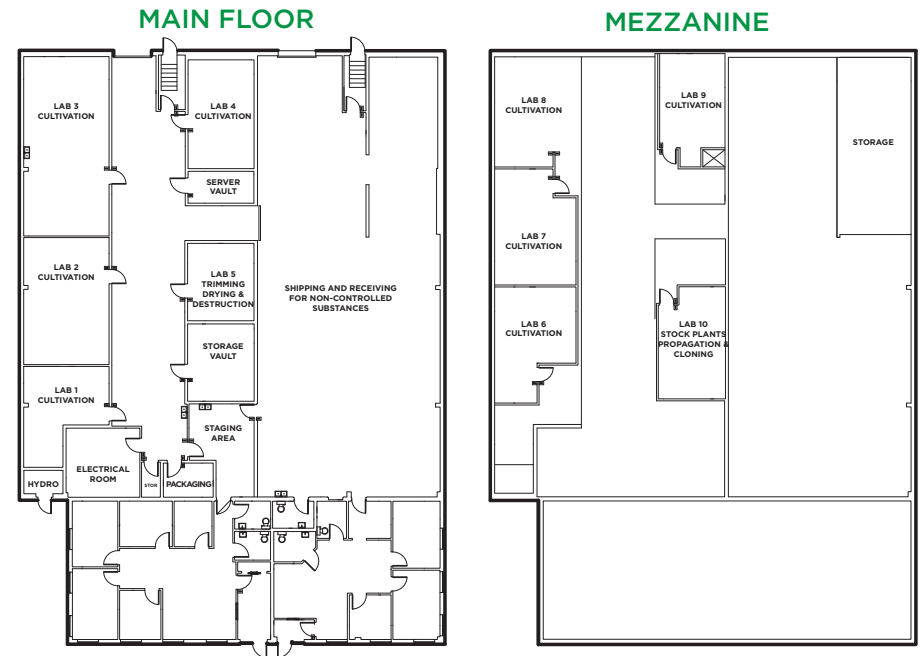 MAIN FLOOR
LAB 3
CULTIVATION
LAB 4
CULTIVATION
SERVER
VAULT
LAB 2
CULTIVATION
LAB 5
TRIMMING
DRYING &
DESTRUCTION
SHIPPING AND RECEIVING
FOR NON-CONTROLLED
SUBSTANCES
STORAGE
VAULT
LAB 1
CULTIVATION
STAGING
AREA
ELECTRICAL
ROOM
HYDRO
STOR
PACKAGING
MEZZANINE
LAB 8
CULTIVATION
LAB 9
CULTIVATION
STORAGE
LAB 7
CULTIVATION
LAB 6
CULTIVATION
LAB 10
STOCK PLANTS
PROPAGATION &
CLONING